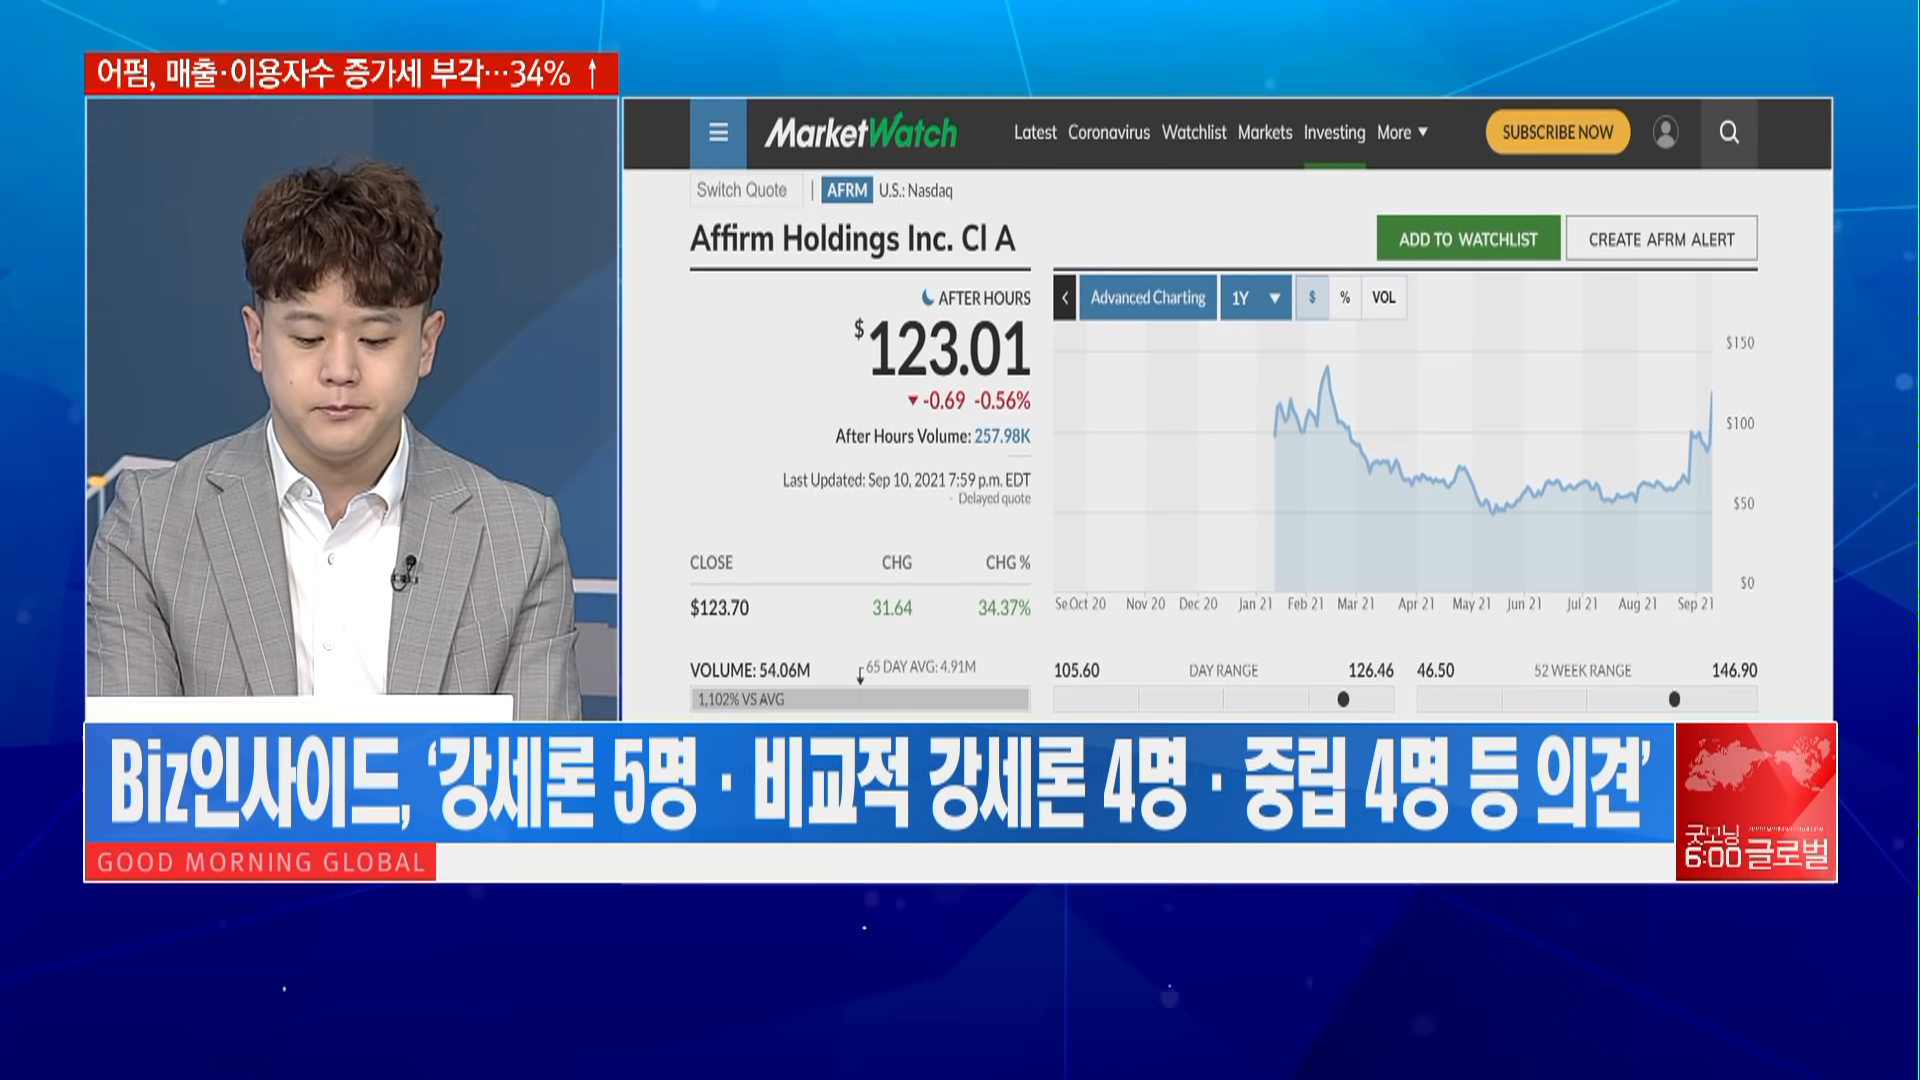 어펌, 매출·이용자수 증가세 부각…34% ↑
MarketWatch
Latest Coronavirus Watchlist Markets Investing More ▼
SUBSCRIBE NOW
Switch Quote | AFRM U.S.: Nasdaq
Affirm Holdings Inc. Cl A
ADD TO WATCHLIST CREATE AFRM ALERT
AFTER HOURS
$123.01
▼ -0.69 -0.56%
After Hours Volume: 257.98K
Last Updated: Sep 10, 2021 7:59 p.m. EDT
- Delayed quote
CLOSE CHG CHG %
$123.70 31.64 34.37%
VOLUME: 54.06M 65 DAY AVG: 4.91M
1,102% VS AVG
< Advanced Charting 1Y ▼ $ % VOL
$150
$100
$50
$0
Se Oct 20 Nov 20 Dec 20 Jan 21 Feb 21 Mar 21 Apr 21 May 21 Jun 21 Jul 21 Aug 21 Sep 21
105.60 DAY RANGE 126.46
46.50 52 WEEK RANGE 146.90
Biz인사이드, ‘강세론 5명 · 비교적 강세론 4명 · 중립 4명 등 의견’
GOOD MORNING GLOBAL
굿모닝
6:00 글로벌